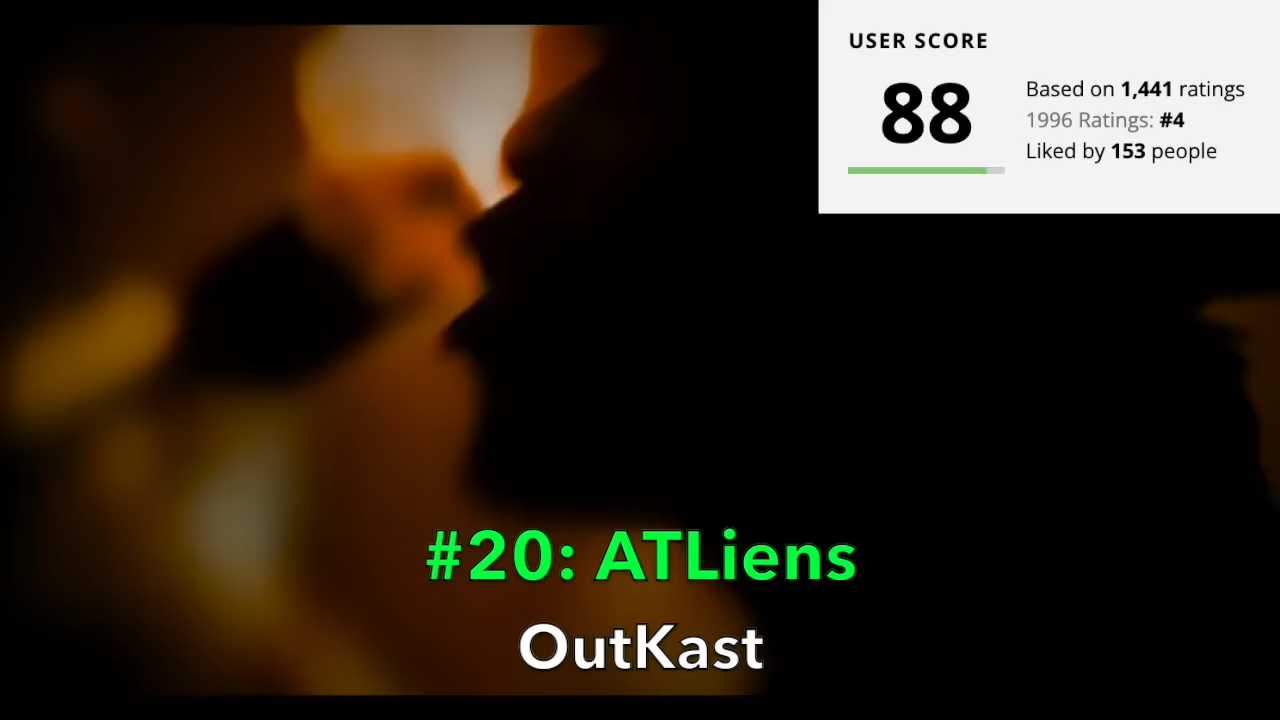 USER SCORE
88
Based on 1,441 ratings
1996 Ratings: #4
Liked by 153 people
#20: ATLiens
OutKast